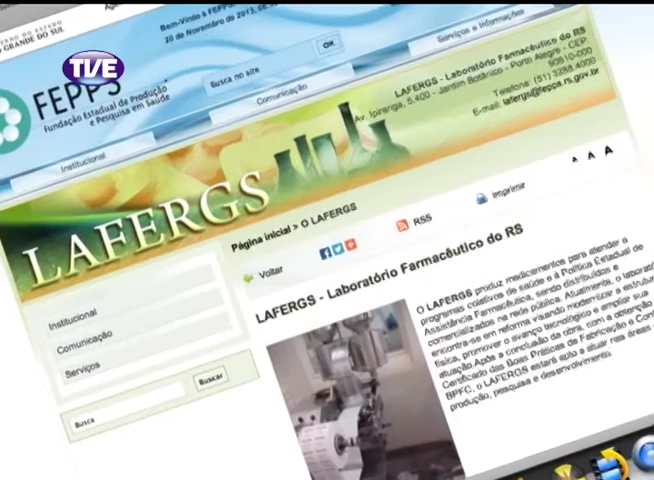 RIO GRANDE DO SUL
Bem-Vindo à FEPPS
20 de Novembro de 2013,
OK
Serviços e Informações
TVE
Busca no site
FEPPS
Fundação Estadual de Produção
e Pesquisa em Saúde
Comunicação
LAFERGS - Laboratório Farmacêutico do RS
Av. Ipiranga, 5.400 - Jardim Botânico - Porto Alegre - CEP:
90610-000
Telefone: (51) 3288.4000
E-mail: lafergs@fepps.rs.gov.br
Institucional
LAFERGS
A A A
Página inicial > O LAFERGS
RSS
Imprimir
Voltar
LAFERGS - Laboratório Farmacêutico do RS
Institucional
Comunicação
Serviços
Busca
Buscar
O LAFERGS produz medicamentos para atender a
programas coletivos de saúde e à Política Estadual de
Assistência Farmacêutica, sendo distribuídos e
comercializados na rede pública. Atualmente, o laborató
encontra-se em reforma visando modernizar a estrutur
física, promover o avanço tecnológico e ampliar sua
atuação.Após a conclusão da obra, com a obtenção
Certificado das Boas Práticas de Fabricação e Cont
BPFC, o LAFERGS estará apto a atuar nas áreas
produção, pesquisa e desenvolvimento.